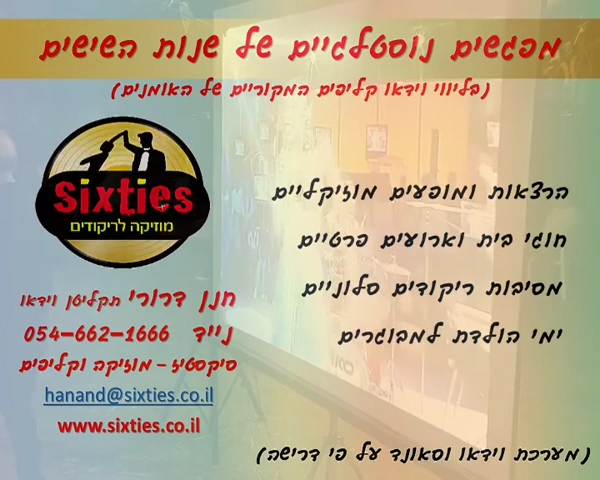 מפגשים נוסטלגיים של שנות השישים
(בליווי וידאו קליפים המקוריים של האומנים)
Sixties
מוזיקה לריקודים
הרצאות ומופעים מוזיקליים
חוגי בית וארועים פרטיים
מסיבות ריקודים סלוניים
ימי הולדת למבוגרים
חנן דרורי תקליטן וידאו
נייד 054-662-1666
סיקסטיז - מוזיקה וקליפים
hanand@sixties.co.il
www.sixties.co.il
(מערכת וידאו וסאונד על פי דרישה)